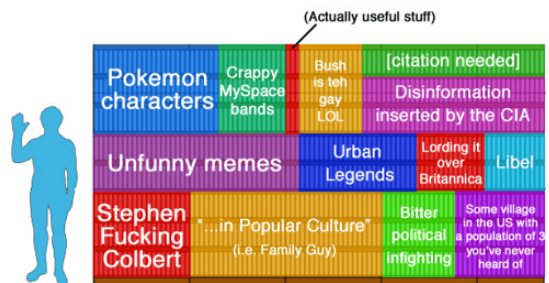 (Actually useful stuff)
Pokemon
characters
Crappy
MySpace
bands
Bush
is teh
gay
LOL
[citation needed]
Disinformation
inserted by the CIA
Unfunny memes
Urban
Legends
Lording it
over
Britannica
Libel
Stephen
Fucking
Colbert
"...in Popular Culture"
(i.e. Family Guy)
Bitter
political
infighting
Some village
in the US with
a population of 3
you've never
heard of